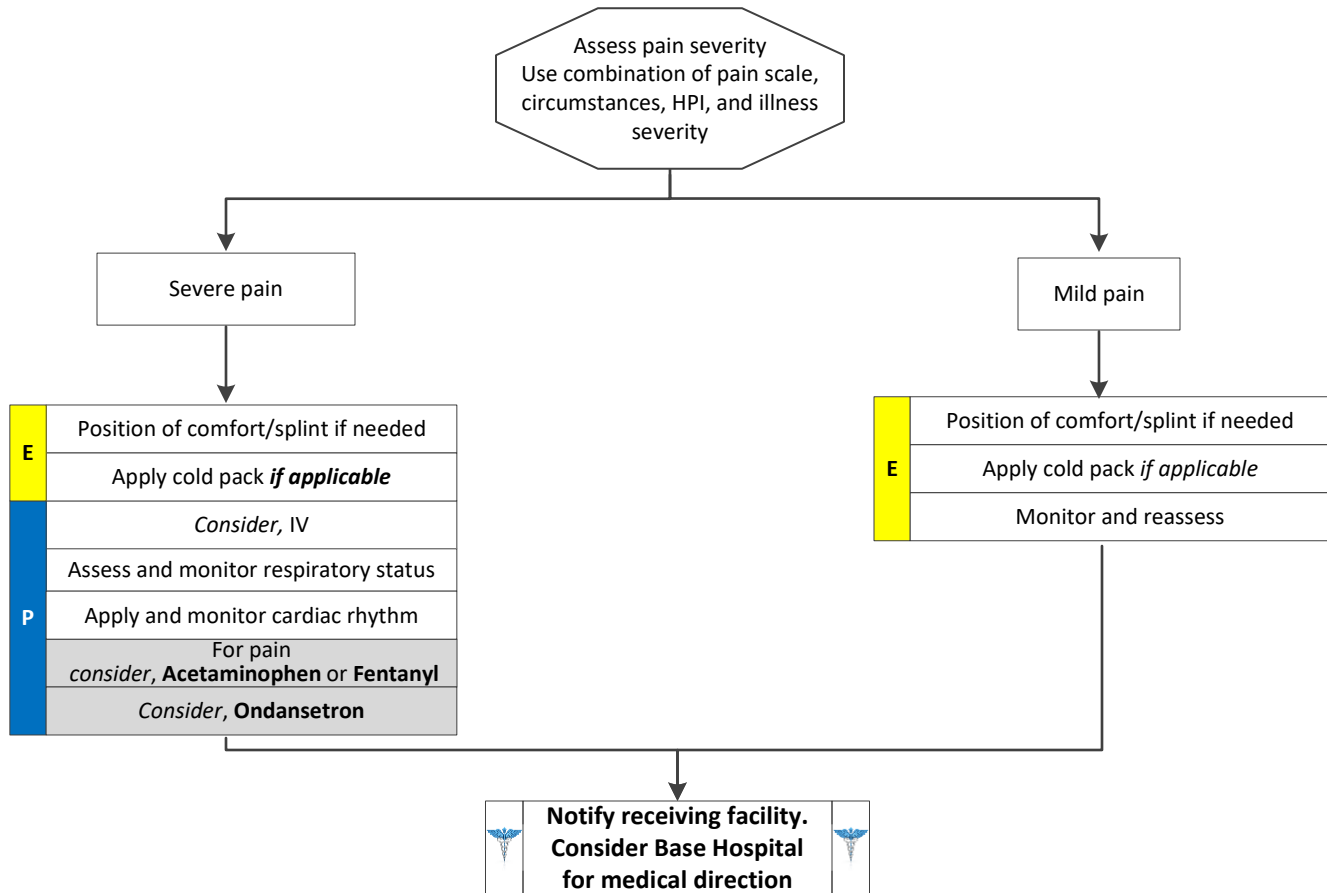 Assess pain severity
Use combination of pain scale,
circumstances, HPI, and illness
severity
Severe pain
Mild pain
E
Position of comfort/splint if needed
Apply cold pack if applicable
P
Consider, IV
Assess and monitor respiratory status
Apply and monitor cardiac rhythm
For pain
consider, Acetaminophen or Fentanyl
Consider, Ondansetron
E
Position of comfort/splint if needed
Apply cold pack if applicable
Monitor and reassess
Notify receiving facility.
Consider Base Hospital
for medical direction